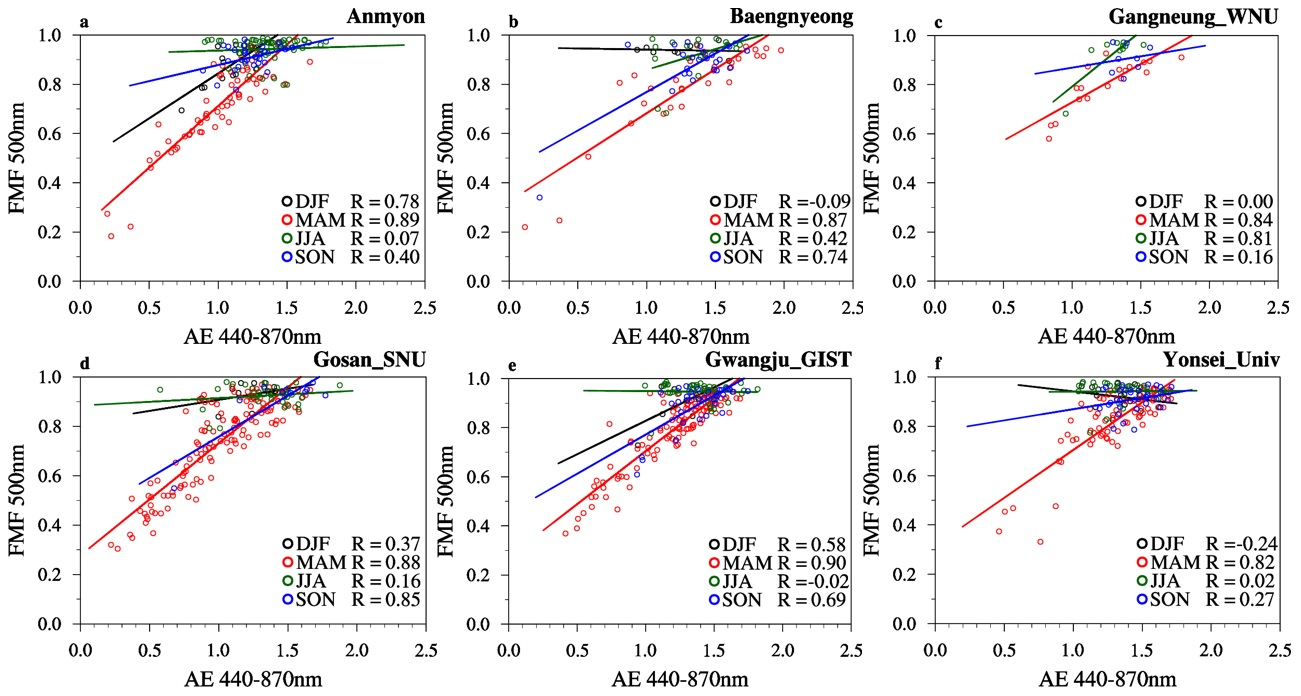 a Anmyon
1.0
0.8
0.6
0.4
0.2
0.0
FMF 500nm
DJF R = 0.78
MAM R = 0.89
JJA R = 0.07
SON R = 0.40
0.0 0.5 1.0 1.5 2.0 2.5
AE 440-870nm
b Baengnyeong
1.0
0.8
0.6
0.4
0.2
0.0
FMF 500nm
DJF R =-0.09
MAM R = 0.87
JJA R = 0.42
SON R = 0.74
0.0 0.5 1.0 1.5 2.0 2.5
AE 440-870nm
c Gangneung_WNU
1.0
0.8
0.6
0.4
0.2
0.0
FMF 500nm
DJF R = 0.00
MAM R = 0.84
JJA R = 0.81
SON R = 0.16
0.0 0.5 1.0 1.5 2.0 2.5
AE 440-870nm
d Gosan_SNU
1.0
0.8
0.6
0.4
0.2
0.0
FMF 500nm
DJF R = 0.37
MAM R = 0.88
JJA R = 0.16
SON R = 0.85
0.0 0.5 1.0 1.5 2.0 2.5
AE 440-870nm
e Gwangju_GIST
1.0
0.8
0.6
0.4
0.2
0.0
FMF 500nm
DJF R = 0.58
MAM R = 0.90
JJA R =-0.02
SON R = 0.69
0.0 0.5 1.0 1.5 2.0 2.5
AE 440-870nm
f Yonsei_Univ
1.0
0.8
0.6
0.4
0.2
0.0
FMF 500nm
DJF R =-0.24
MAM R = 0.82
JJA R = 0.02
SON R = 0.27
0.0 0.5 1.0 1.5 2.0 2.5
AE 440-870nm